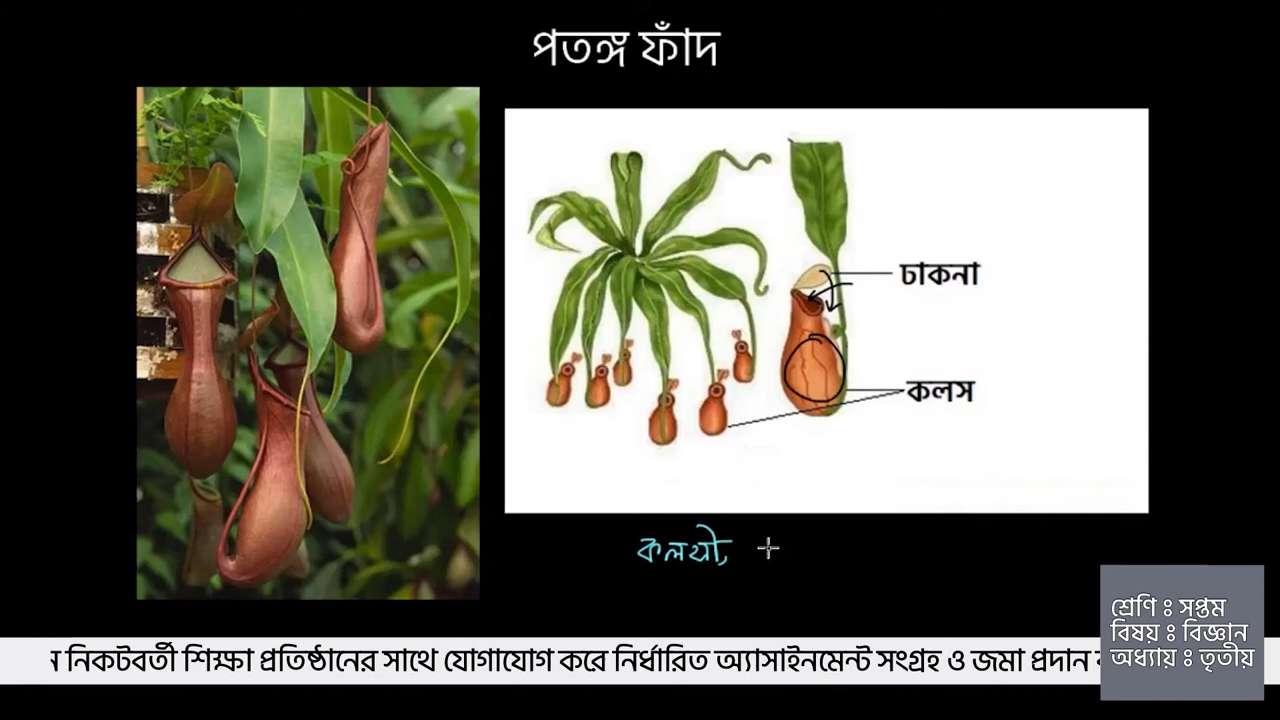 পতঙ্গ ফাঁদ
ঢাকনা
কলস
কলসী,
নিকটবর্তী শিক্ষা প্রতিষ্ঠানের সাথে যোগাযোগ করে নির্ধারিত অ্যাসাইনমেন্ট সংগ্রহ ও জমা প্রদান
শ্রেণি ঃ সপ্তম
বিষয় ঃ বিজ্ঞান
অধ্যায় ঃ তৃতীয়